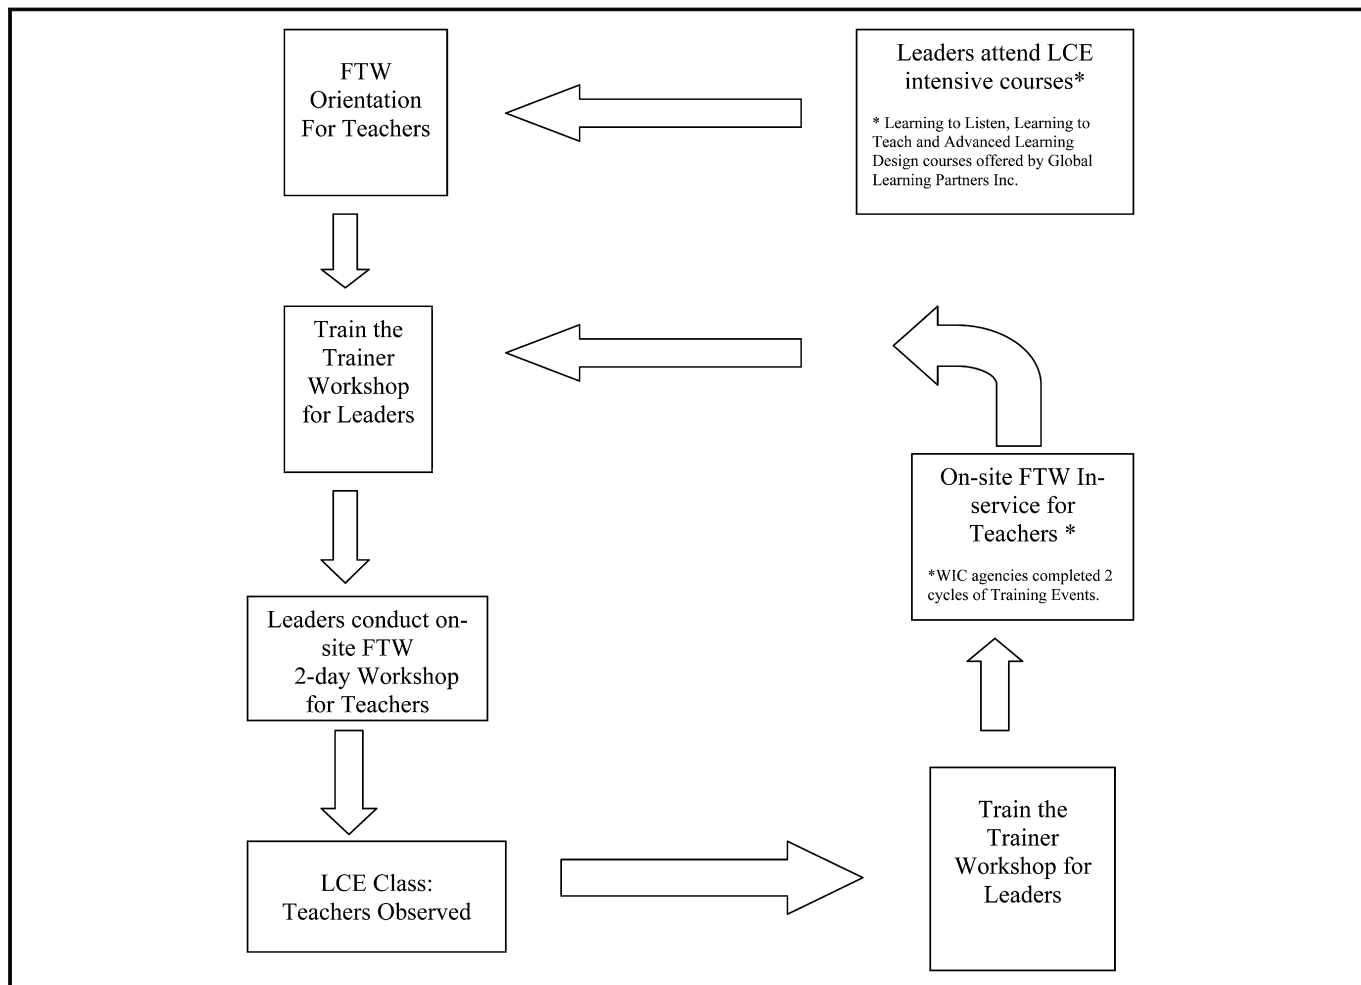 FTW
Orientation
For Teachers
Leaders attend LCE
intensive courses*
* Learning to Listen, Learning to
Teach and Advanced Learning
Design courses offered by Global
Learning Partners Inc.
Train the
Trainer
Workshop
for Leaders
On-site FTW In-
service for
Teachers *
*WIC agencies completed 2
cycles of Training Events.
Leaders conduct on-
site FTW
2-day Workshop
for Teachers
LCE Class:
Teachers Observed
Train the
Trainer
Workshop for
Leaders